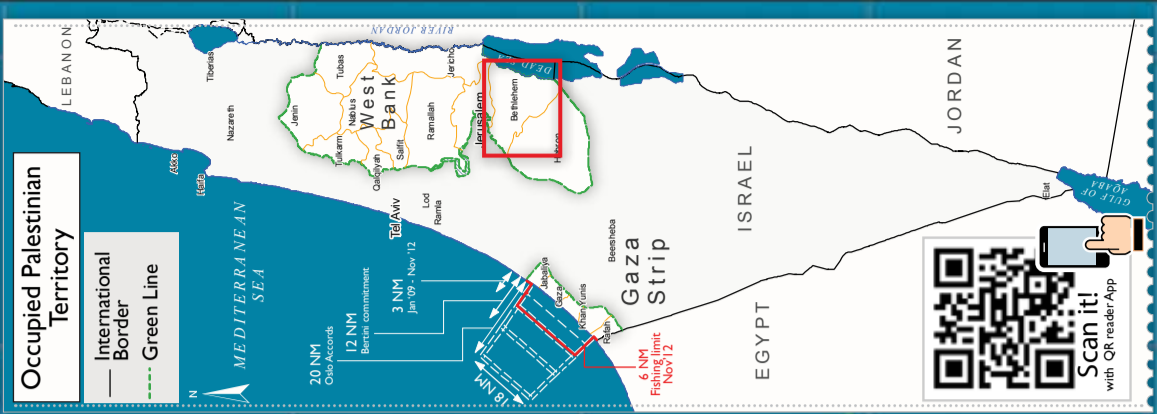 Occupied Palestinian
Territory
International
Border
Green Line
N
MEDITERRANEAN
SEA
LEBANON
Akko
Haifa
Nazareth
Tiberias
RIVER JORDAN
Jenin
Tubas
Tulkarm
Nablus
West
Bank
Qalqilyah
Salfit
Ramallah
Jericho
Tel Aviv
Lod
Ramla
Jerusalem
DEAD SEA
Bethlehem
Hebron
20 NM
Oslo Accords
12 NM
Bertini commitment
3 NM
Jan '09 - Nov '12
18 NM
6 NM
Fishing limit
Nov'12
Jabaliya
Gaza
Khan Yunis
Rafah
Gaza
Strip
Beersheba
ISRAEL
EGYPT
JORDAN
Elat
GULF OF
AQABA
Scan it!
with QR reader App